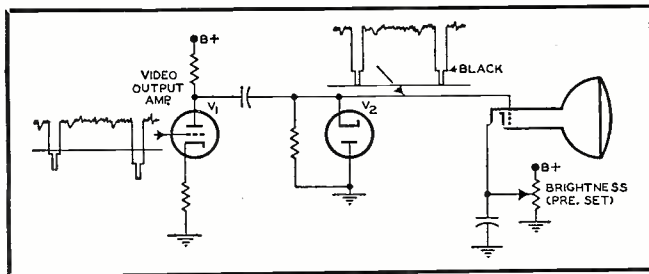 B+
VIDEO
OUTPUT
AMP.
V1
V2
BLACK
B+
BRIGHTNESS
(PRE. SET)